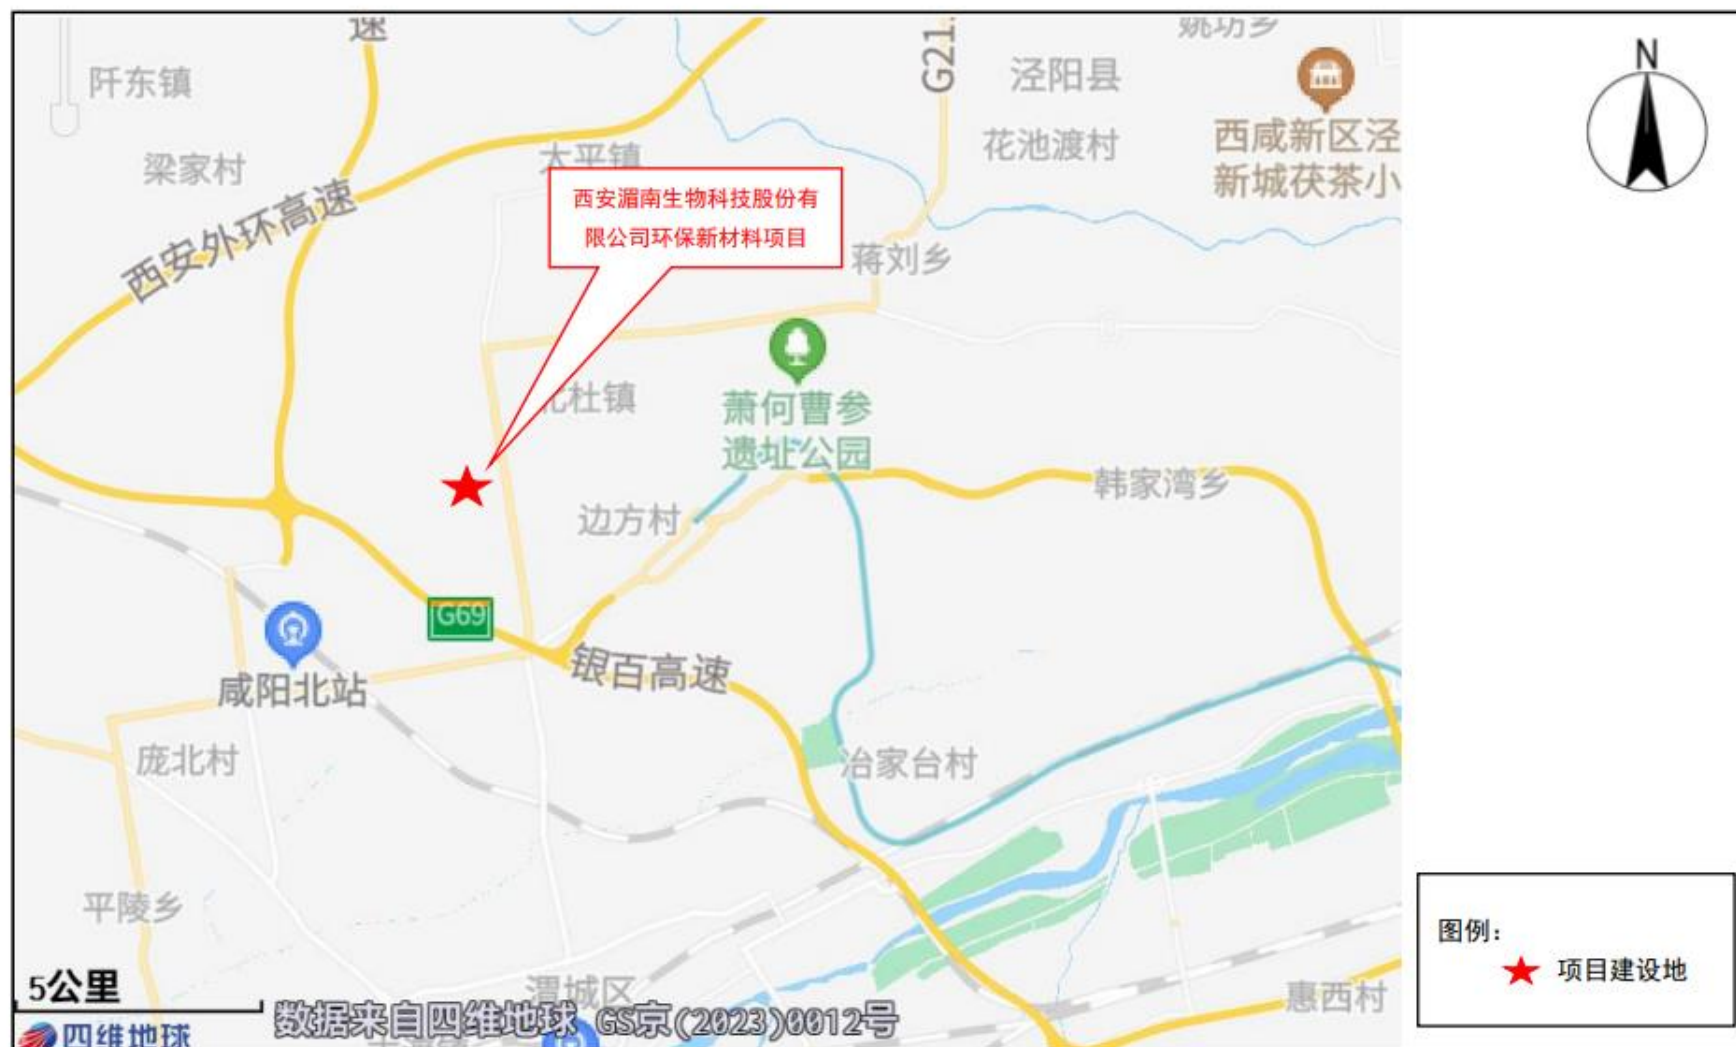 速
G21
姚坊乡
N
阡东镇
泾阳县
梁家村
太平镇
花池渡村
西咸新区泾
新城茯茶小
西安湄南生物科技股份有
限公司环保新材料项目
西安外环高速
蒋刘乡
北杜镇
萧何曹参
遗址公园
韩家湾乡
边方村
G69
银百高速
咸阳北站
庞北村
冶家台村
平陵乡
图例：
项目建设地
5公里
渭城区
惠西村
数据来自四维地球 GS京(2023)0012号
四维地球